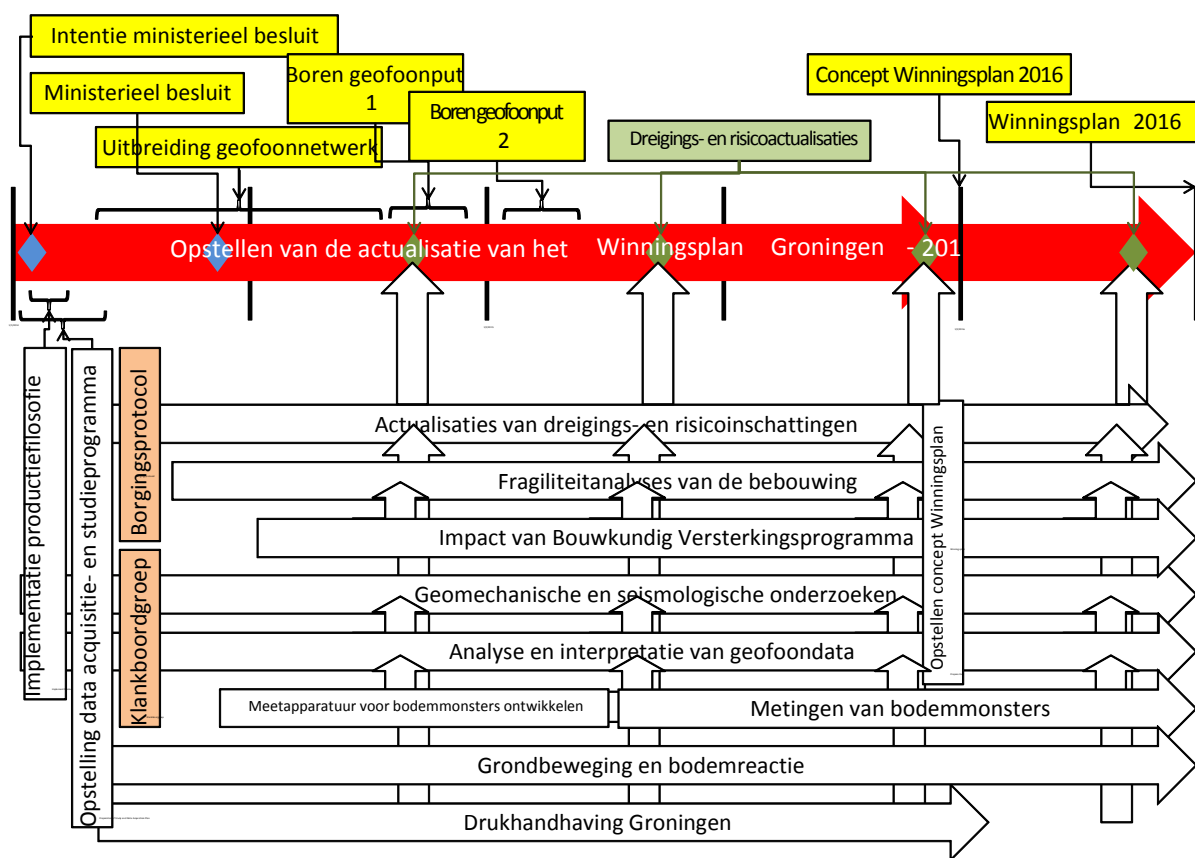 Intentie ministerieel besluit
Ministerieel besluit
Boren geofoonput
1
Boren geofoonput
2
Uitbreiding geofoonnetwerk
Dreigings- en risicoactualisaties
Concept Winningsplan 2016
Winningsplan 2016
Opstellen van de actualisatie van het Winningsplan Groningen - 201
Implementatie productiefilosofie
Opstelling data acquisitie- en studieprogramma
Borgingsprotocol
Klankboordgroep
Actualisaties van dreigings- en risicoinschattingen
Fragiliteitanalyses van de bebouwing
Impact van Bouwkundig Versterkingsprogramma
Geomechanische en seismologische onderzoeken
Analyse en interpretatie van geofoondata
Opstellen concept Winningsplan
Meetapparatuur voor bodemmonsters ontwikkelen
Metingen van bodemmonsters
Grondbeweging en bodemreactie
Drukhandhaving Groningen